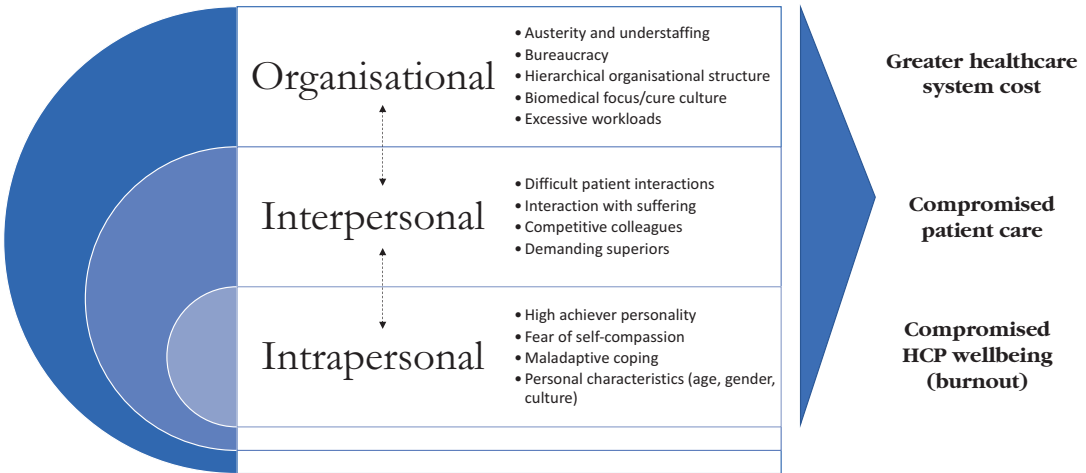 Organisational
• Austerity and understaffing
• Bureaucracy
• Hierarchical organisational structure
• Biomedical focus/cure culture
• Excessive workloads
Interpersonal
• Difficult patient interactions
• Interaction with suffering
• Competitive colleagues
• Demanding superiors
Intrapersonal
• High achiever personality
• Fear of self-compassion
• Maladaptive coping
• Personal characteristics (age, gender,
culture)
Greater healthcare
system cost
Compromised
patient care
Compromised
HCP wellbeing
(burnout)